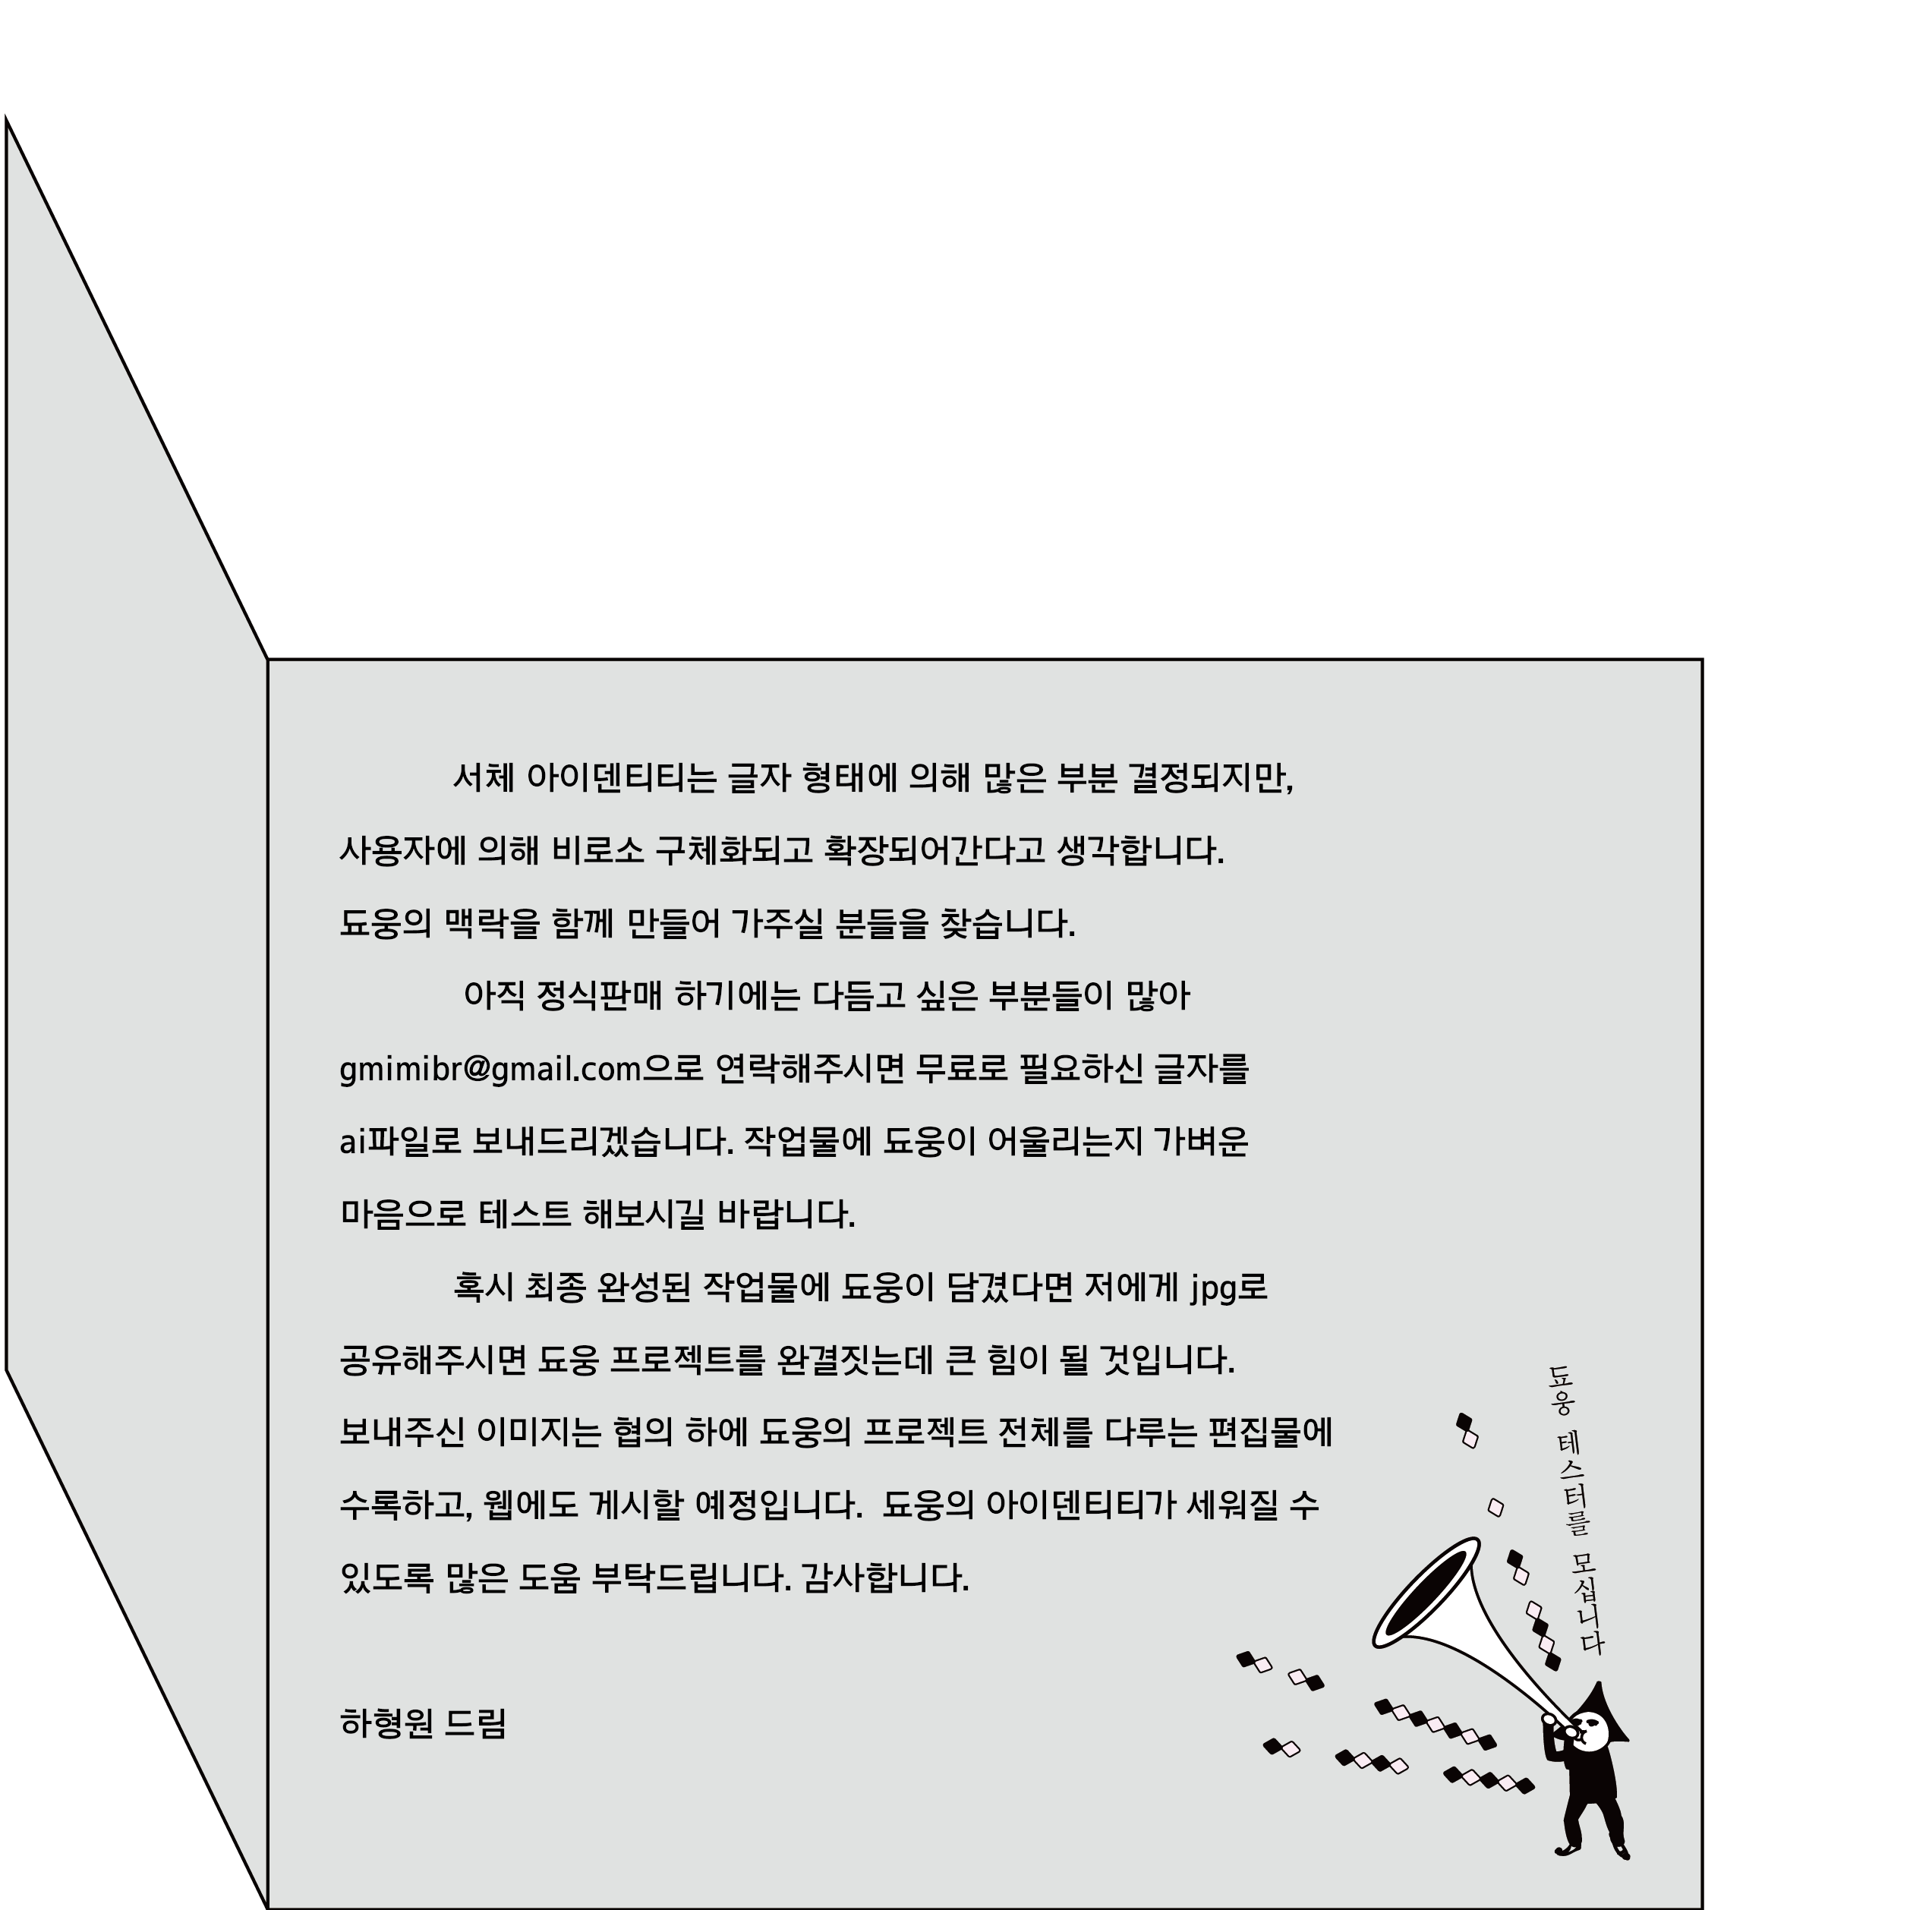 서체 아이덴티티는 글자 형태에 의해 많은 부분 결정되지만,
사용자에 의해 비로소 구체화되고 확장되어간다고 생각합니다.
됴웅의 맥락을 함께 만들어 가주실 분들을 찾습니다.
아직 정식판매 하기에는 다듬고 싶은 부분들이 많아
gmimibr@gmail.com으로 연락해주시면 무료로 필요하신 글자를
ai파일로 보내드리겠습니다. 작업물에 됴웅이 어울리는지 가벼운
마음으로 테스트 해보시길 바랍니다.
혹시 최종 완성된 작업물에 됴웅이 담겼다면 저에게 jpg로
공유해주시면 됴웅 프로젝트를 완결짓는데 큰 힘이 될 것입니다.
보내주신 이미지는 협의 하에 됴웅의 프로젝트 전체를 다루는 편집물에
수록하고, 웹에도 게시할 예정입니다.  됴웅의 아이덴티티가 세워질 수
있도록 많은 도움 부탁드립니다. 감사합니다.
하형원 드림
됴웅 테스터를 모십니다